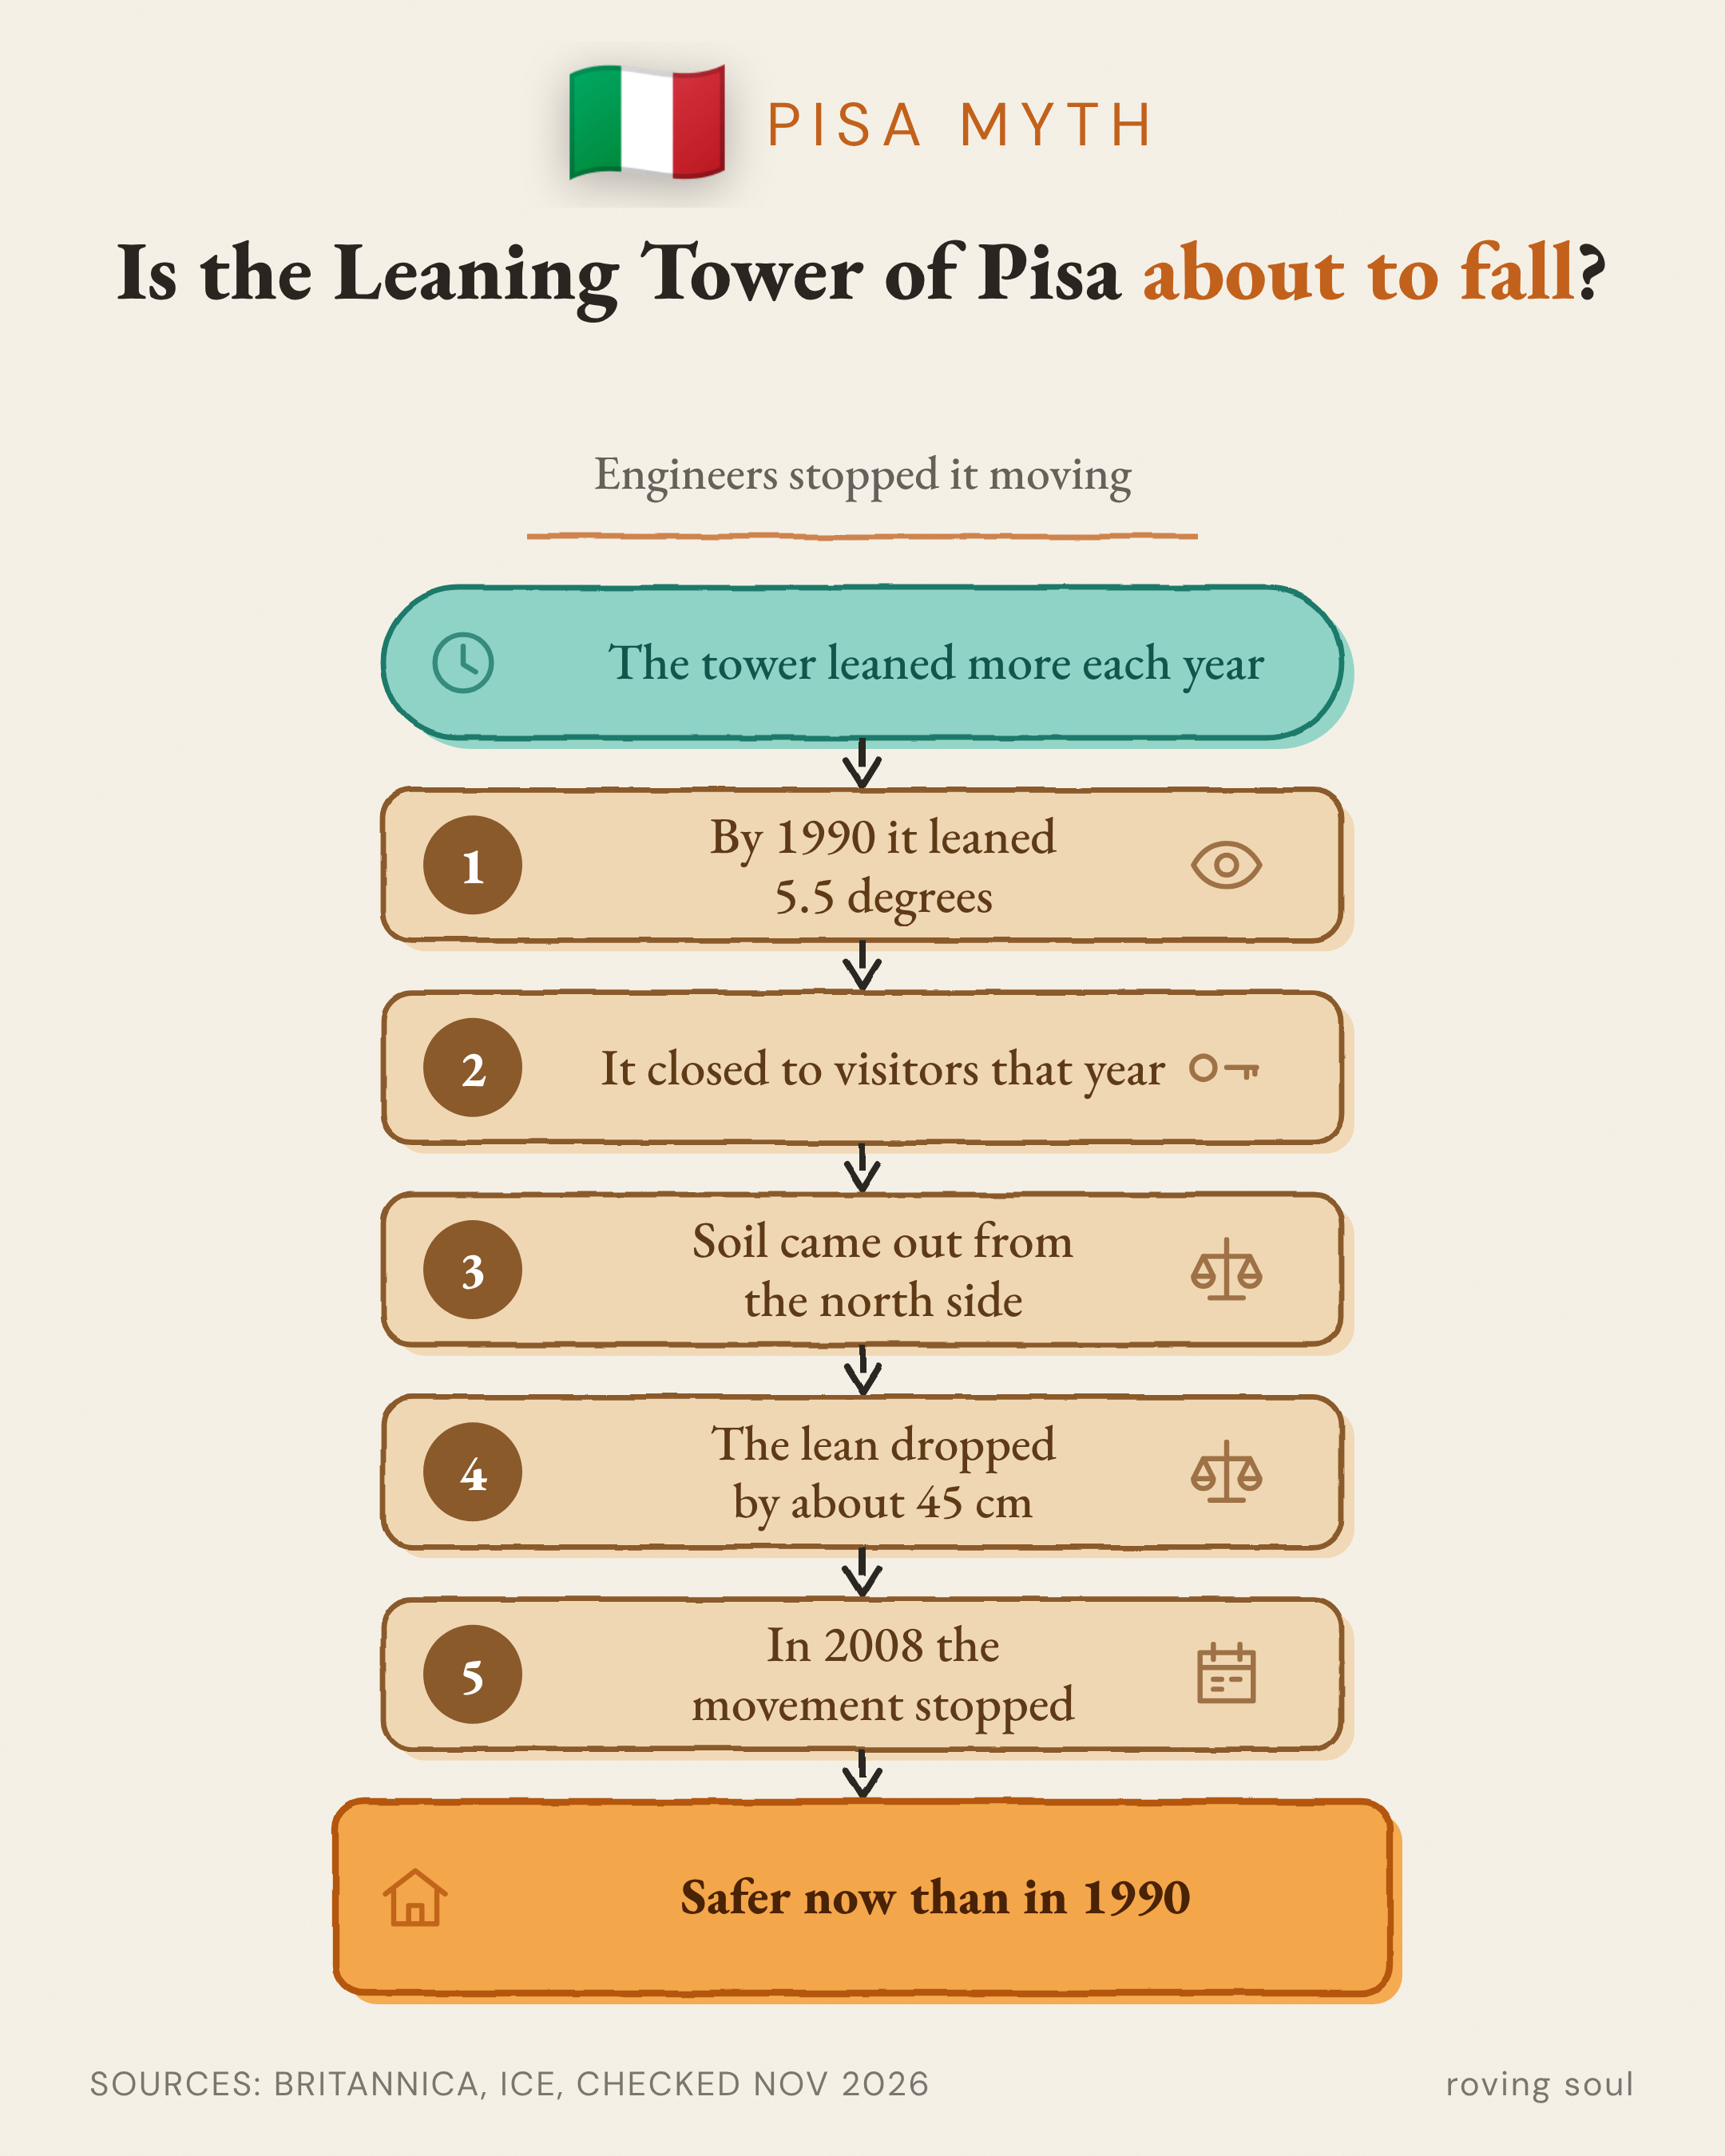 PISA MYTH
Is the Leaning Tower of Pisa about to fall?
Engineers stopped it moving
The tower leaned more each year
1
By 1990 it leaned
5.5 degrees
2
It closed to visitors that year
3
Soil came out from
the north side
4
The lean dropped
by about 45 cm
5
In 2008 the
movement stopped
Safer now than in 1990
SOURCES: BRITANNICA, ICE, CHECKED NOV 2026
roving soul